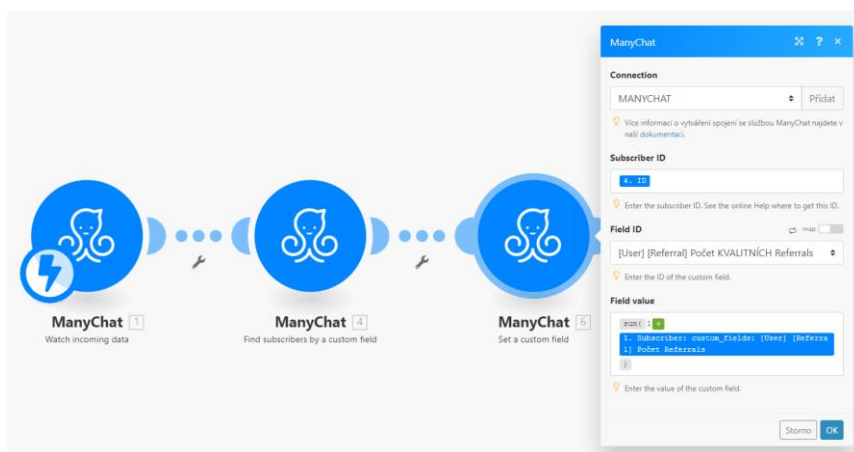 ManyChat
Connection
MANYCHAT
Přidat
Více informací o vytváření spojení se službou ManyChat najdete v
naší dokumentaci.
Subscriber ID
4. ID
Enter the subscriber ID. See the online Help where to get this ID.
Field ID
map
[User] [Referral] Počet KVALITNÍCH Referrals
Enter the ID of the custom field.
Field value
sum( 1 +
1. Subscriber: custom_fields: [User] [Referra
l] Počet Referrals
)
Enter the value of the custom field.
Storno OK
ManyChat 1
Watch incoming data
ManyChat 4
Find subscribers by a custom field
ManyChat 6
Set a custom field